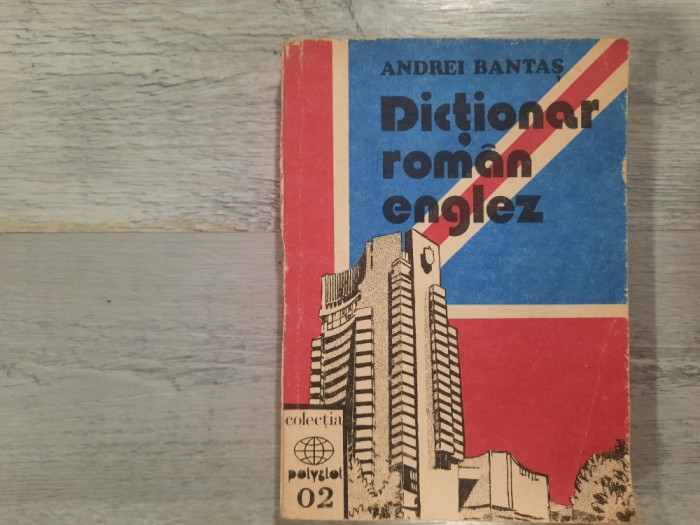 ANDREI BANTAȘ
Dicționar
român
englez
colecția
polyglot
02